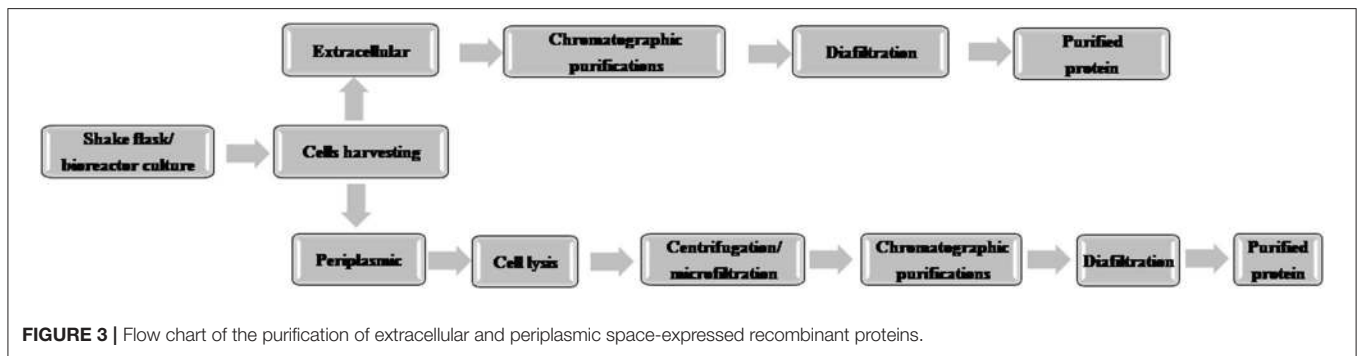 Extracellular
Chromatographic
purifications
Diafiltration
Purified
protein
Shake flask/
bioreactor culture
Cells harvesting
Periplasmic
Cell lysis
Centrifugation/
microfiltration
Chromatographic
purifications
Diafiltration
Purified
protein
FIGURE 3 | Flow chart of the purification of extracellular and periplasmic space-expressed recombinant proteins.